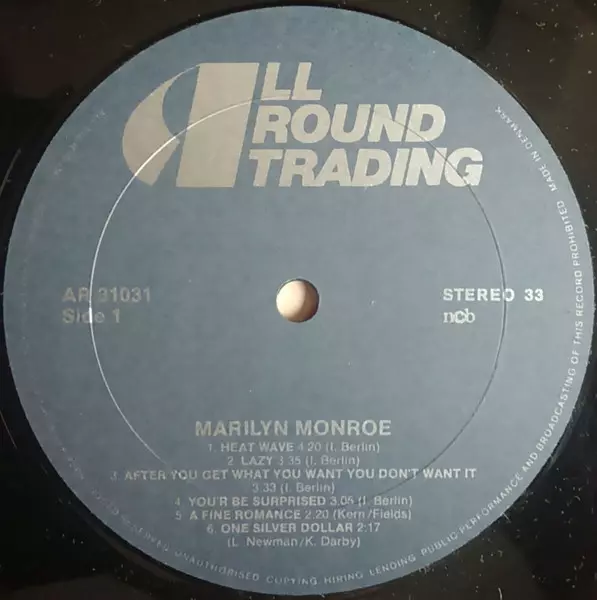 ALL
ROUND
TRADING
AR 31031
Side 1
STEREO 33
ncb
MARILYN MONROE
1. HEAT WAVE 4.20 (I. Berlin)
2. LAZY 3.35 (I. Berlin)
3. AFTER YOU GET WHAT YOU WANT YOU DON'T WANT IT
3.33 (I. Berlin)
4. YOU'R BE SURPRISED 3.05 (I. Berlin)
5. A FINE ROMANCE 2.20 (Kern/Fields)
6. ONE SILVER DOLLAR 2:17
(L. Newman/K. Darby)
RESERVED. UNAUTHORISED COPYING HIRING LENDING PUBLIC PERFORMANCE AND BROADCASTING OF THIS RECORD PROHIBITED MADE IN DENMARK